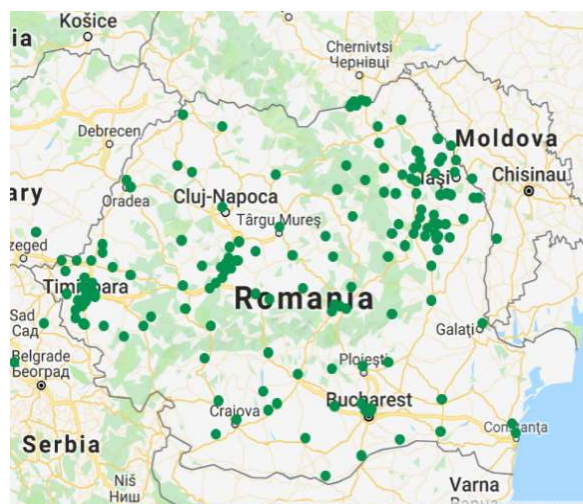 Košice
ia
Chernivtsi
Чернівці
Debrecen
Moldova
Iași
Chisinau
ary
Oradea
Cluj-Napoca
Târgu Mureș
zeged
Timișoara
Romania
Sad
Сад
Galați
Belgrade
Београд
Ploiești
Craiova
Bucharest
Constanța
Serbia
Niš
Ниш
Varna